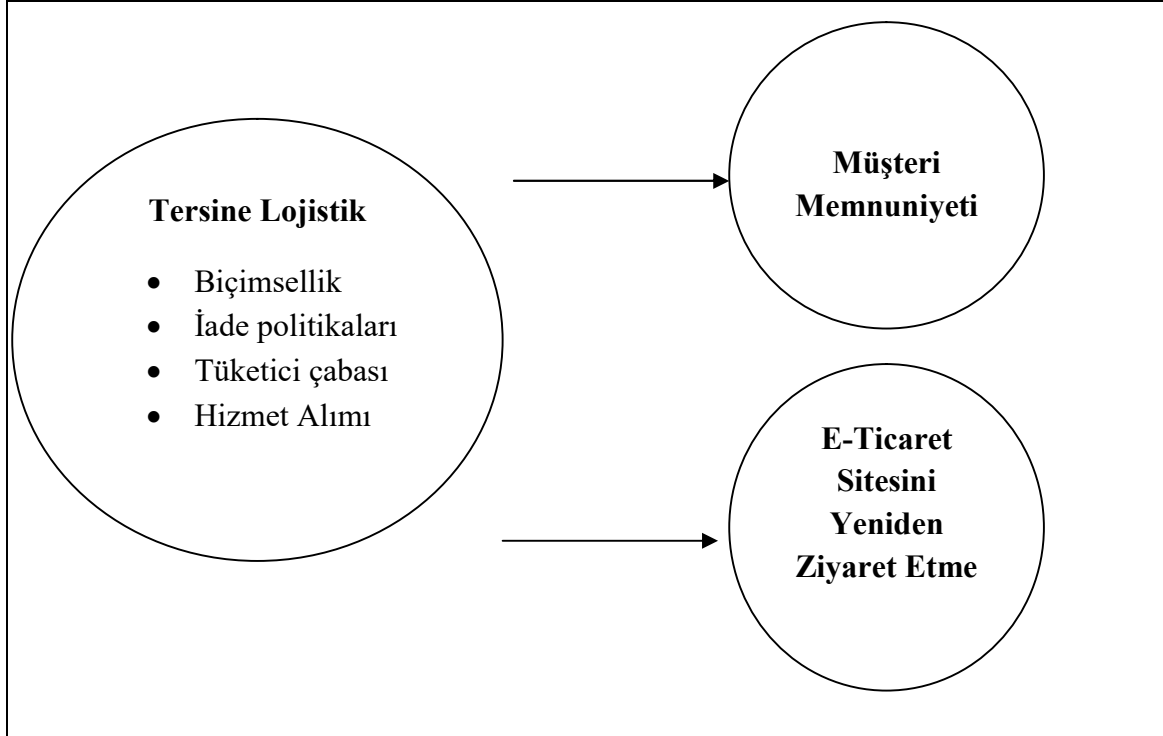 Tersine Lojistik
• Biçimsellik
• İade politikaları
• Tüketici çabası
• Hizmet Alımı
Müşteri
Memnuniyeti
E-Ticaret
Sitesini
Yeniden
Ziyaret Etme